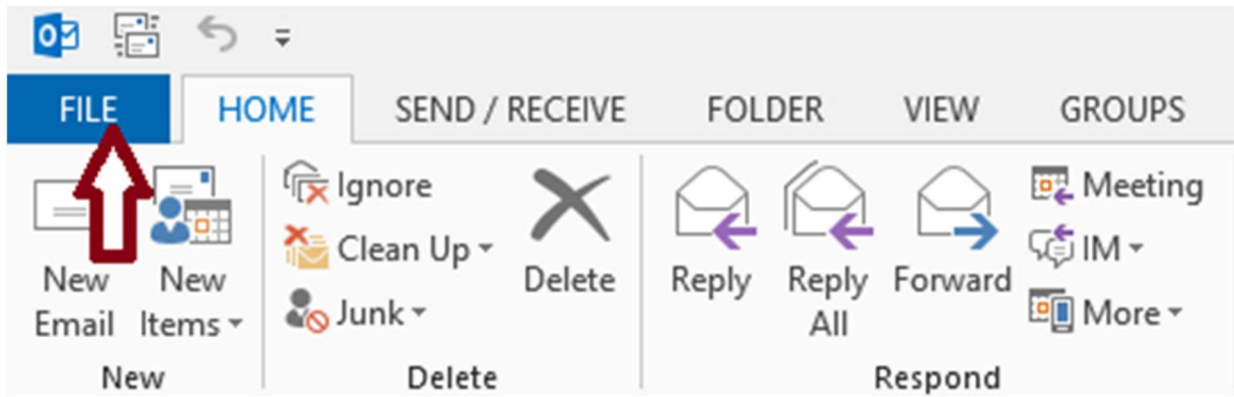 FILE HOME SEND / RECEIVE FOLDER VIEW GROUPS
Ignore Meeting
Clean Up IM
New New Delete Reply Reply Forward
Email Items Junk All More
New Delete Respond